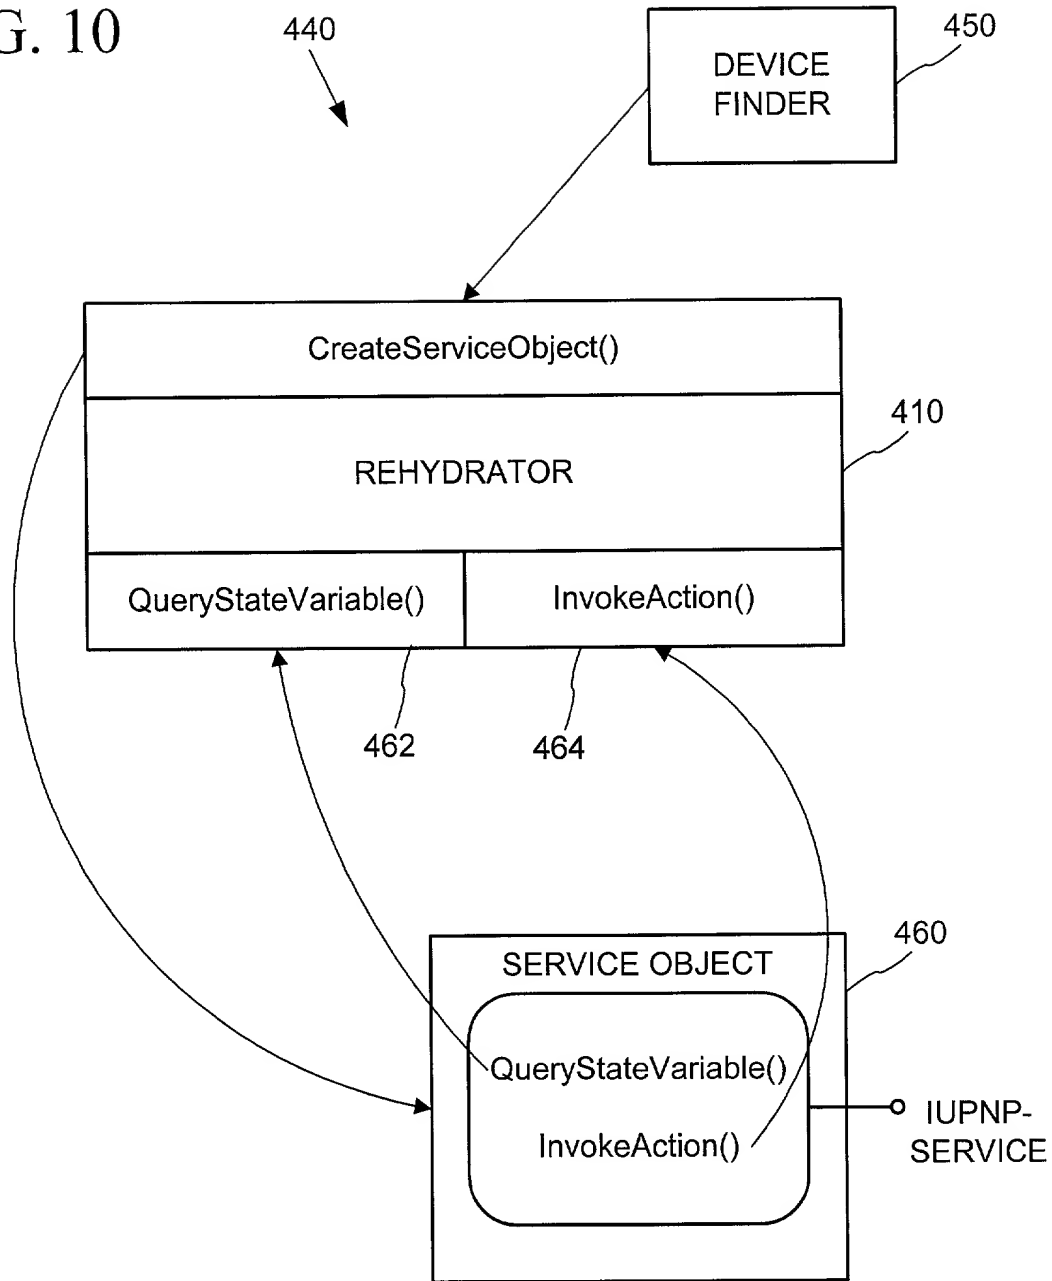 G. 10
440
450
DEVICE
FINDER
CreateServiceObject()
410
REHYDRATOR
QueryStateVariable()
InvokeAction()
462
464
460
SERVICE OBJECT
QueryStateVariable()
InvokeAction()
IUPNP-
SERVICE